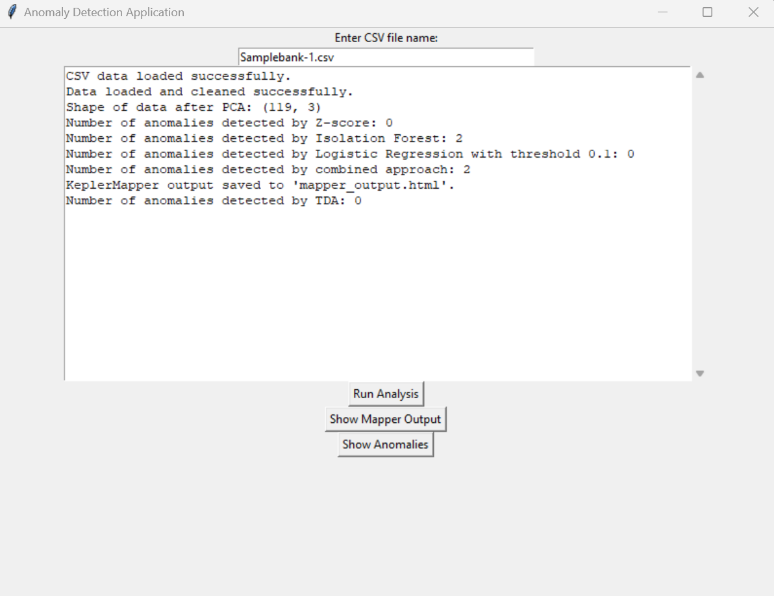 Anomaly Detection Application
Enter CSV file name:
Samplebank-1.csv
CSV data loaded successfully.
Data loaded and cleaned successfully.
Shape of data after PCA: (119, 3)
Number of anomalies detected by Z-score: 0
Number of anomalies detected by Isolation Forest: 2
Number of anomalies detected by Logistic Regression with threshold 0.1: 0
Number of anomalies detected by combined approach: 2
KeplerMapper output saved to 'mapper_output.html'.
Number of anomalies detected by TDA: 0
Run Analysis
Show Mapper Output
Show Anomalies